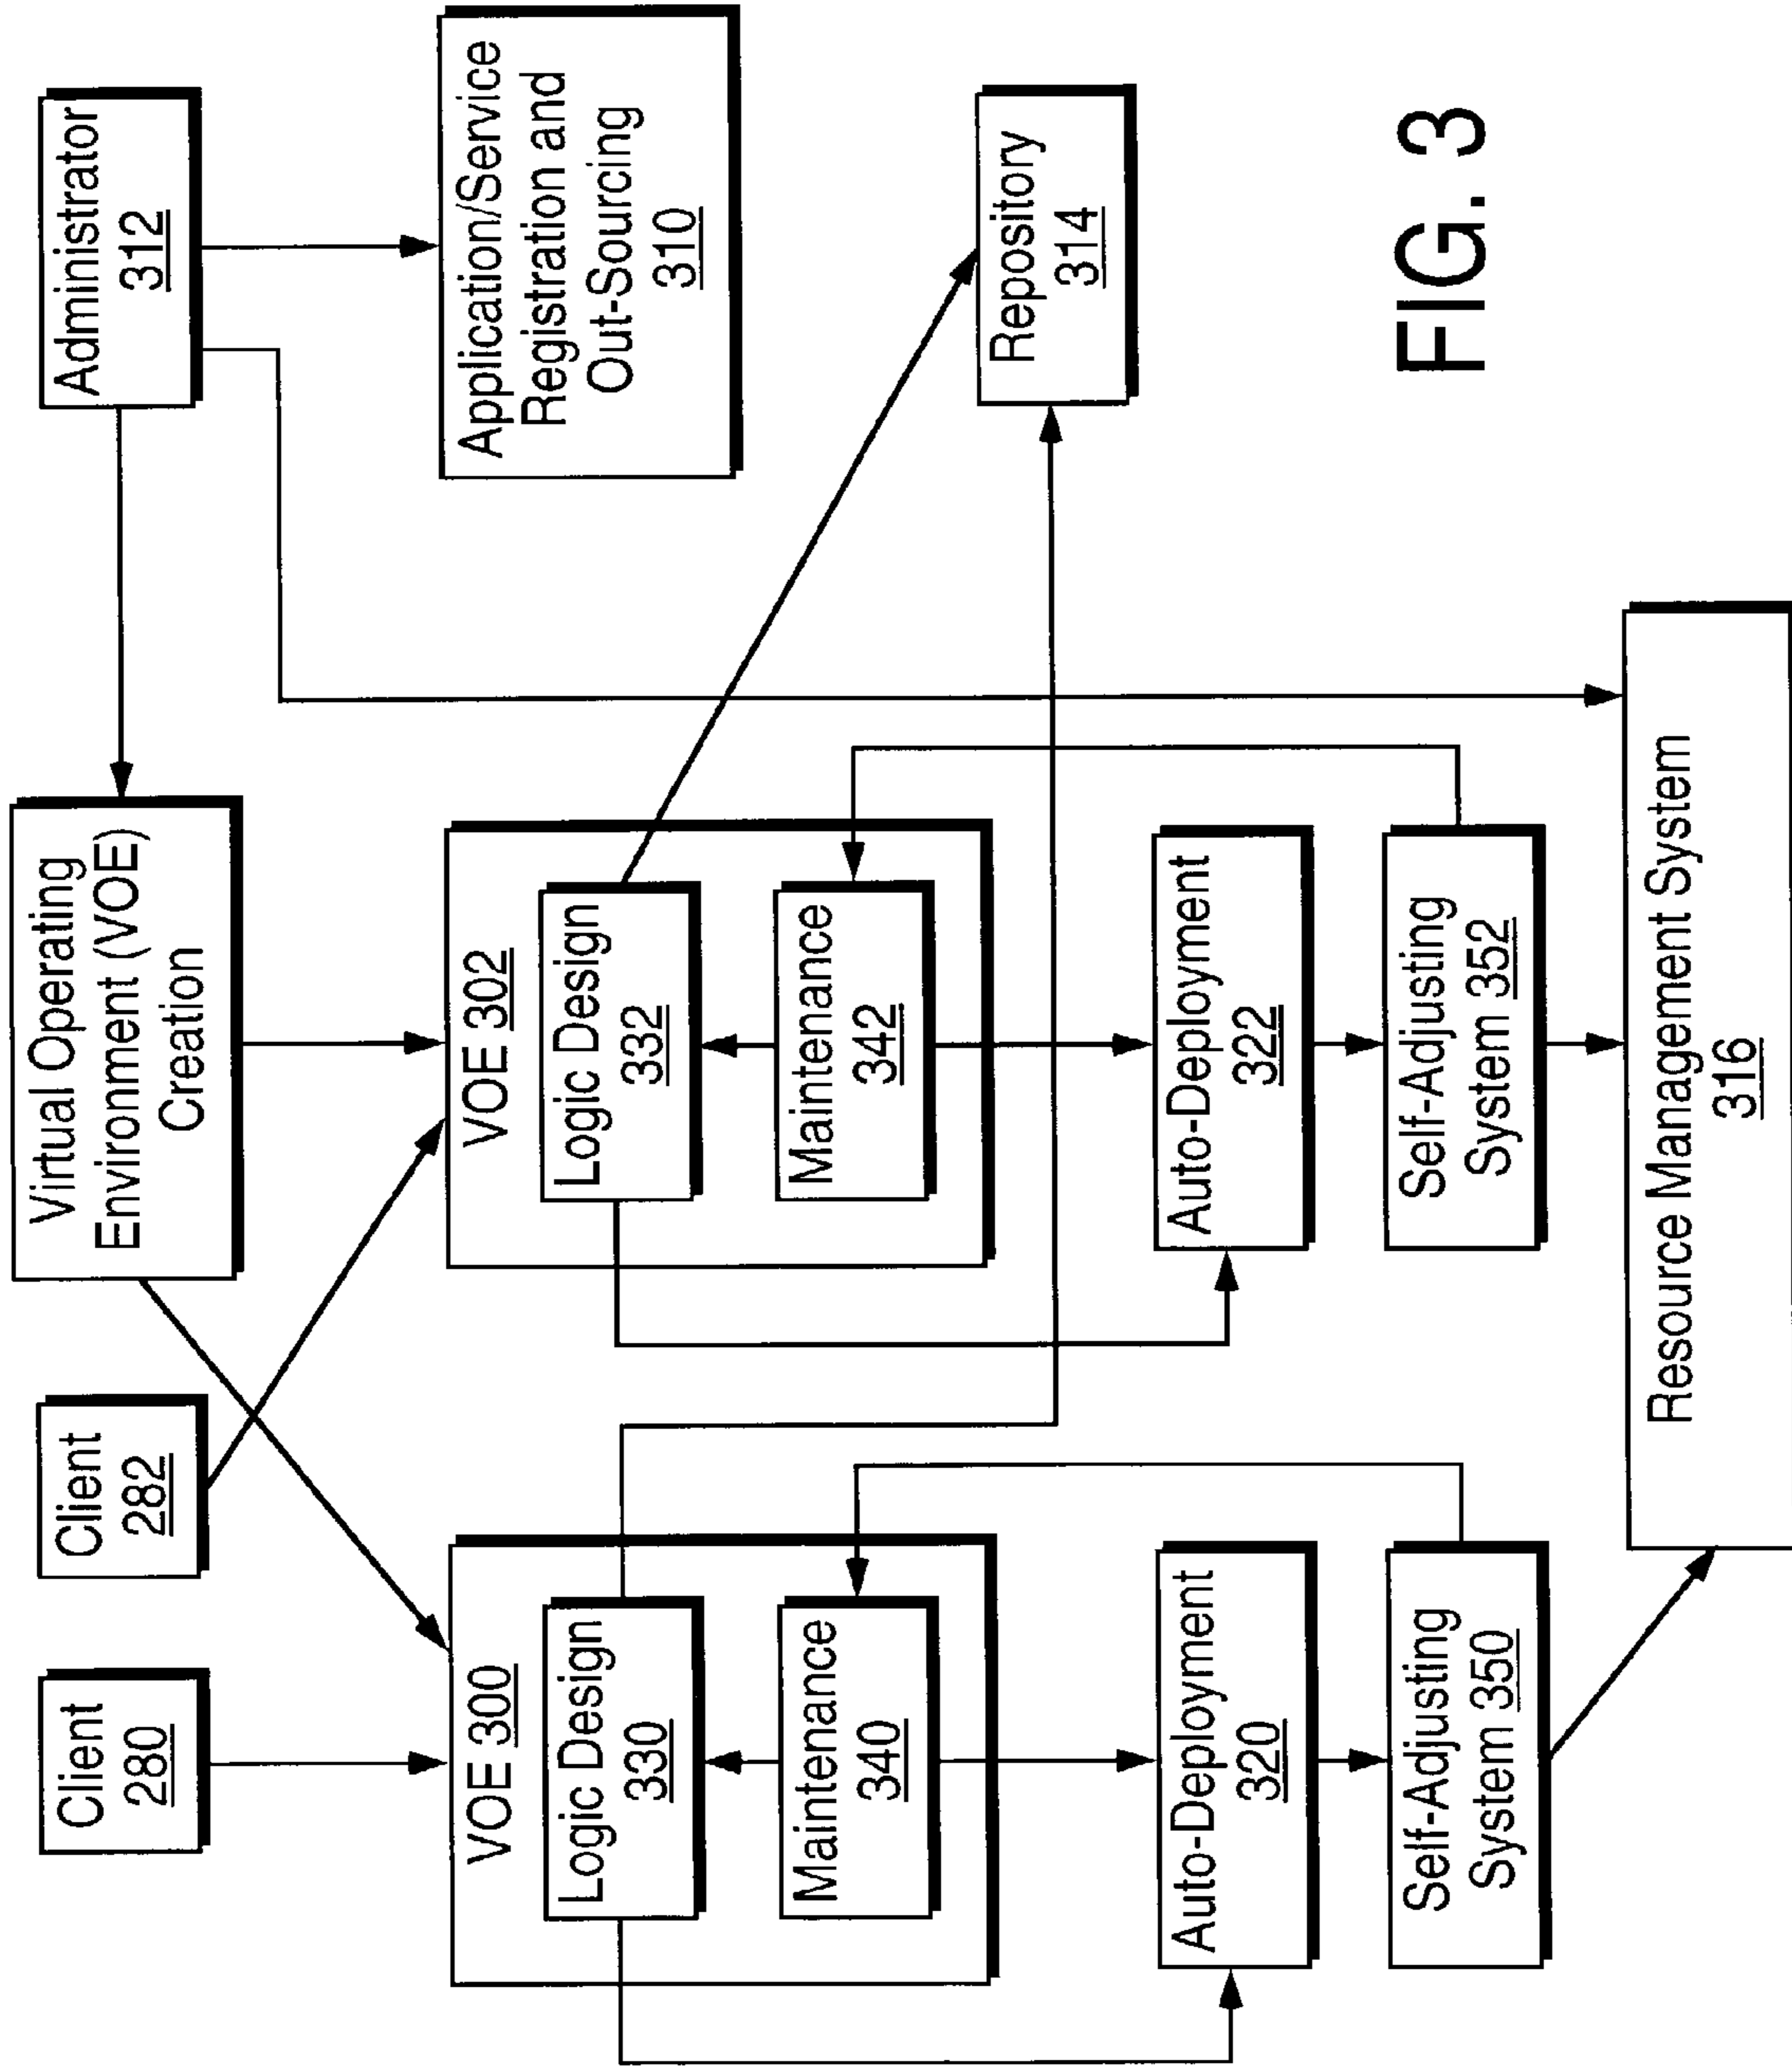 Client
280
Client
282
Virtual Operating
Environment (VOE)
Creation
Administrator
312
VOE 300
Logic Design
330
Maintenance
340
VOE 302
Logic Design
332
Maintenance
342
Application/Service
Registration and
Out-Sourcing
310
Repository
314
Auto-Deployment
320
Auto-Deployment
322
Self-Adjusting
System 350
Self-Adjusting
System 352
Resource Management System
316
FIG. 3